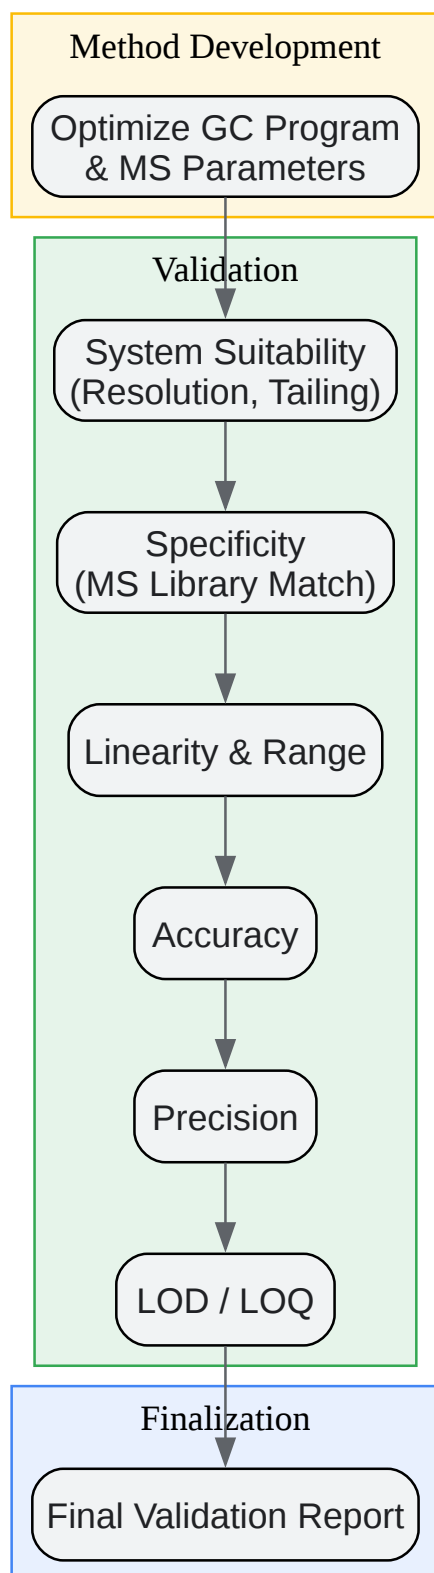 Method Development
Optimize GC Program
& MS Parameters
Validation
System Suitability
(Resolution, Tailing)
Specificity
(MS Library Match)
Linearity & Range
Accuracy
Precision
LOD / LOQ
Finalization
Final Validation Report